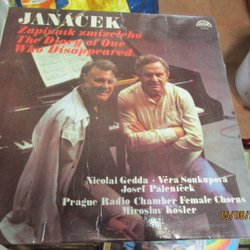 JANÁČEK
Zápisník zmizelého
The Diary of One
Who Disappeared
Nicolai Gedda · Věra Soukupová
Josef Páleníček
Prague Radio Chamber Female Chorus
Miroslav Košler